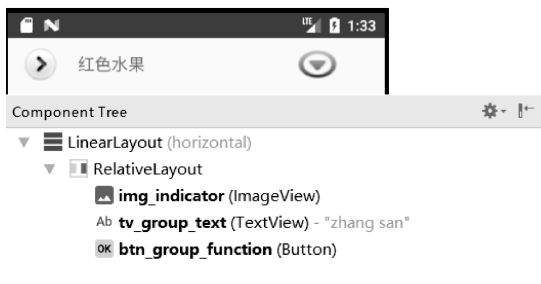 LTE 1:33
红色水果
Component Tree
LinearLayout (horizontal)
RelativeLayout
img_indicator (ImageView)
Ab tv_group_text (TextView) - "zhang san"
OK btn_group_function (Button)